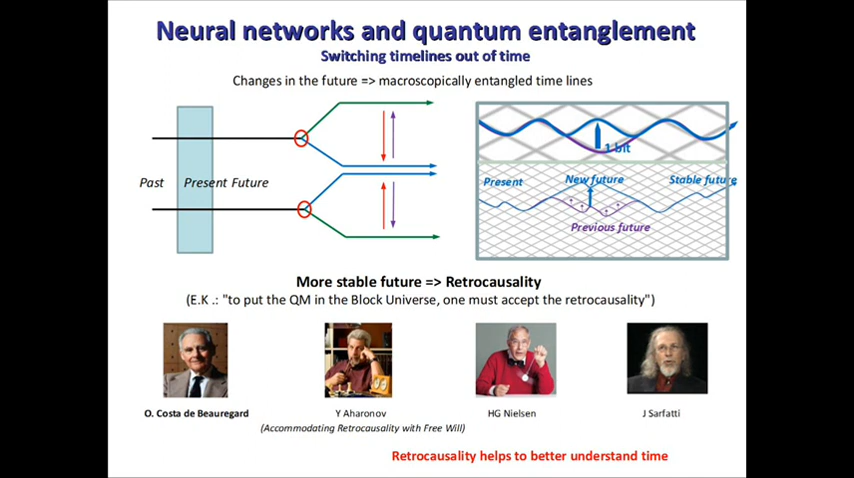 Neural networks and quantum entanglement
Switching timelines out of time
Changes in the future => macroscopically entangled time lines
Past
Present Future
1 bit
Present
New future
Stable future
Previous future
More stable future => Retrocausality
(E.K .: "to put the QM in the Block Universe, one must accept the retrocausality")
O. Costa de Beauregard
Y Aharonov
HG Nielsen
J Sarfatti
(Accommodating Retrocausality with Free Will)
Retrocausality helps to better understand time